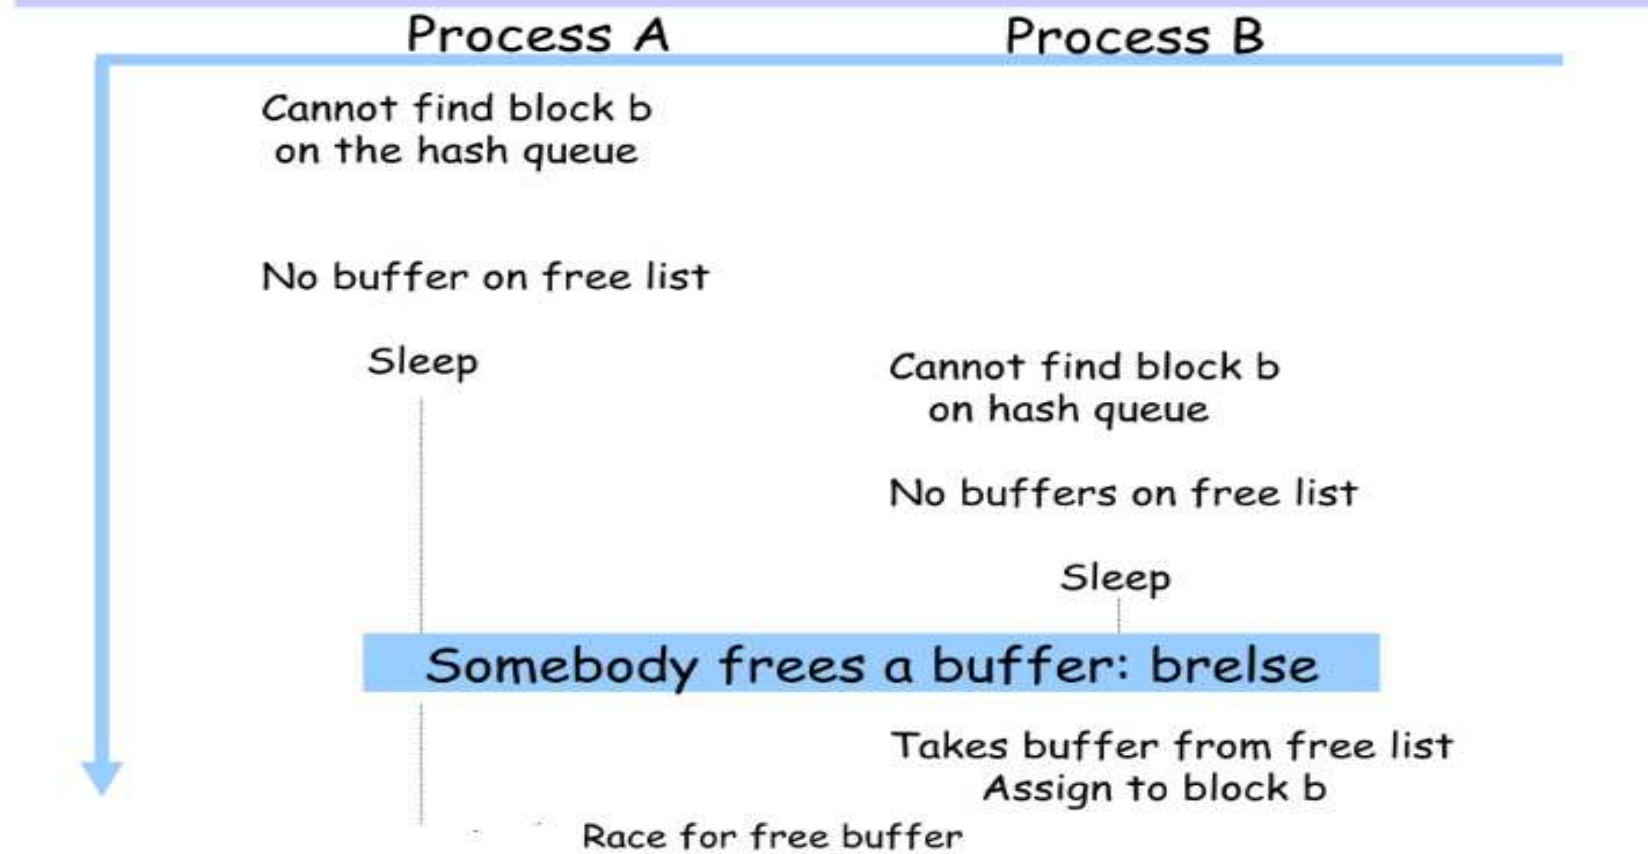 Process A
Process B
Cannot find block b
on the hash queue
No buffer on free list
Sleep
Cannot find block b
on hash queue
No buffers on free list
Sleep
Somebody frees a buffer: brelse
Takes buffer from free list
Assign to block b
Race for free buffer